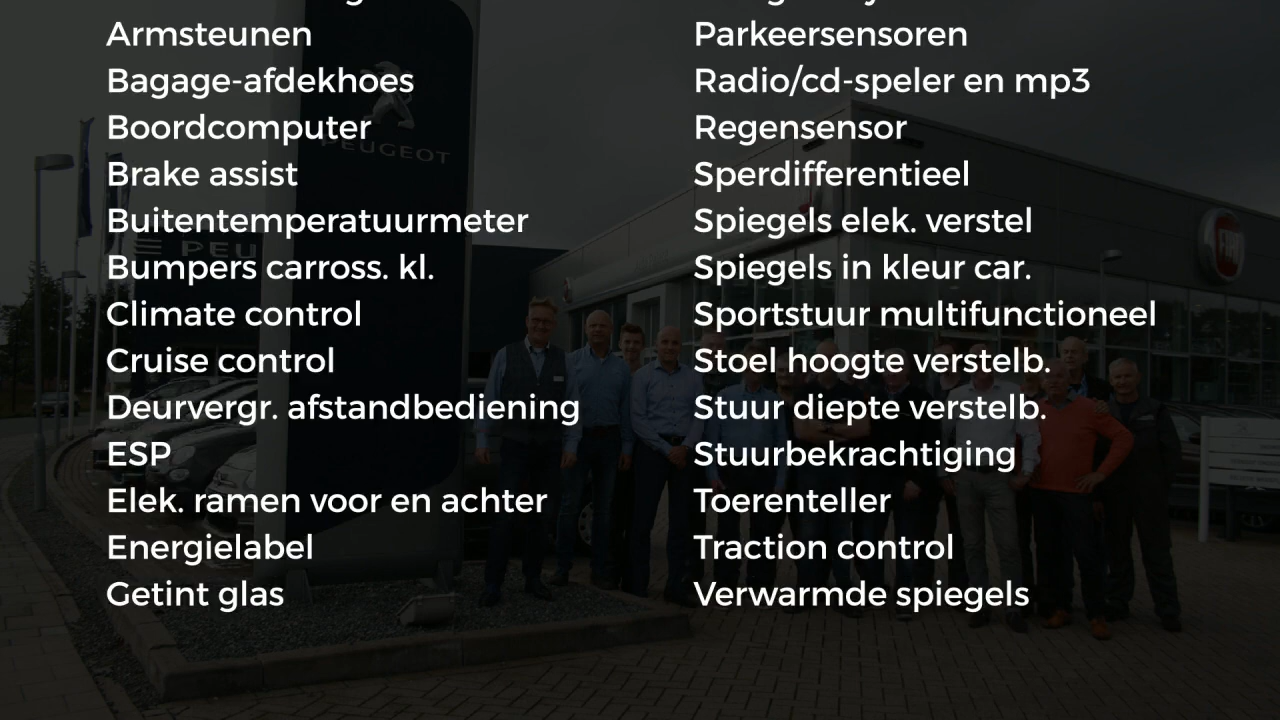 Armsteunen
Bagage-afdekhoes
Boordcomputer
Brake assist
Buitentemperatuurmeter
Bumpers carross. kl.
Climate control
Cruise control
Deurvergr. afstandbediening
ESP
Elek. ramen voor en achter
Energielabel
Getint glas
Parkeersensoren
Radio/cd-speler en mp3
Regensensor
Sperdifferentieel
Spiegels elek. verstel
Spiegels in kleur car.
Sportstuur multifunctioneel
Stoel hoogte verstelb.
Stuur diepte verstelb.
Stuurbekrachtiging
Toerenteller
Traction control
Verwarmde spiegels
PEUGEOT
PEU